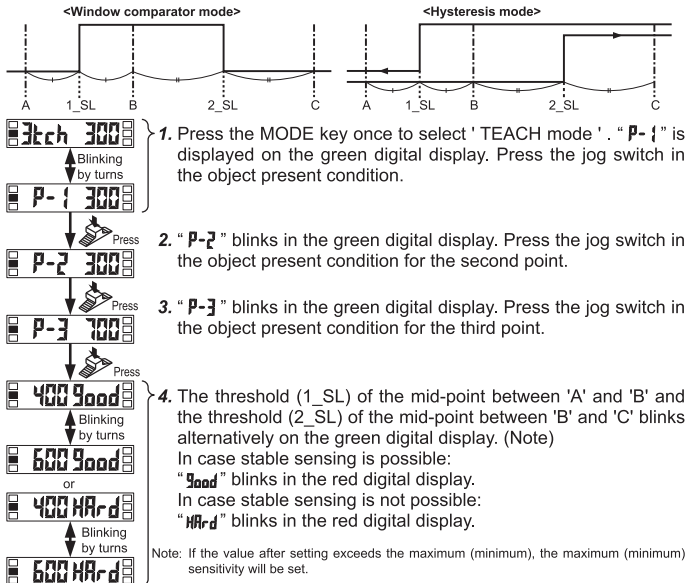 <Window comparator mode>
<Hysteresis mode>
A 1_SL B 2_SL C
A 1_SL B 2_SL C
3tch 300
Blinking
by turns
P-1 300
Press
P-2 300
Press
P-3 700
Press
400 good
Blinking
by turns
600 good
or
400 HArd
Blinking
by turns
600 HArd
1. Press the MODE key once to select ' TEACH mode ' . " P-1 " is
displayed on the green digital display. Press the jog switch in
the object present condition.
2. " P-2 " blinks in the green digital display. Press the jog switch in
the object present condition for the second point.
3. " P-3 " blinks in the green digital display. Press the jog switch in
the object present condition for the third point.
4. The threshold (1_SL) of the mid-point between 'A' and 'B' and
the threshold (2_SL) of the mid-point between 'B' and 'C' blinks
alternatively on the green digital display. (Note)
In case stable sensing is possible:
" good " blinks in the red digital display.
In case stable sensing is not possible:
" HArd " blinks in the red digital display.
Note: If the value after setting exceeds the maximum (minimum), the maximum (minimum)
sensitivity will be set.